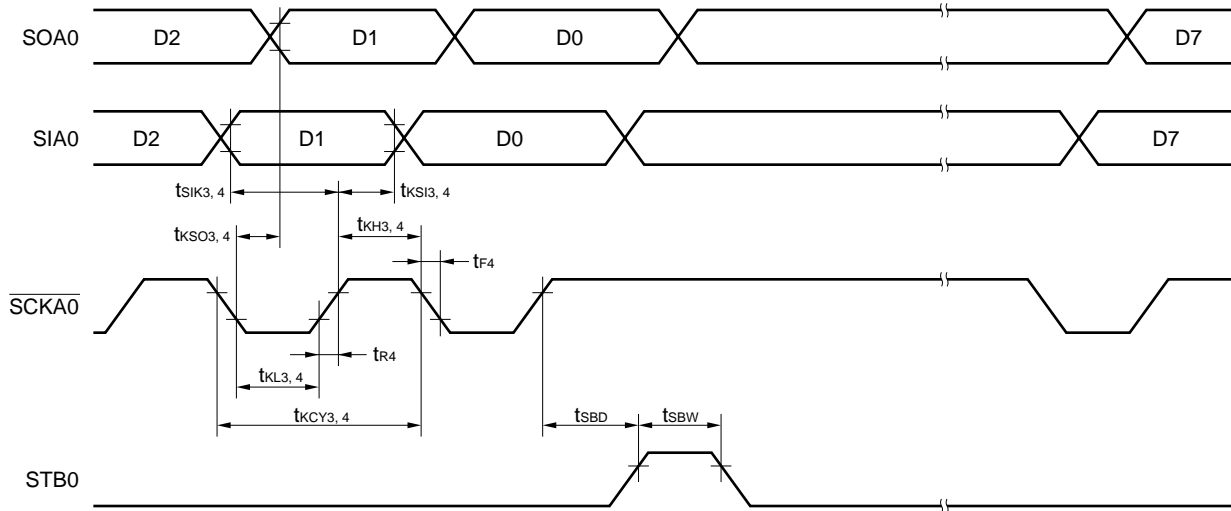 SOA0 D2 D1 D0 D7
SIA0 D2 D1 D0 D7
tSIK3, 4 tKSI3, 4
tKSO3, 4 tKH3, 4
tF4
SCKA0
tR4
tKL3, 4
tKCY3, 4 tSBD tSBW
STB0